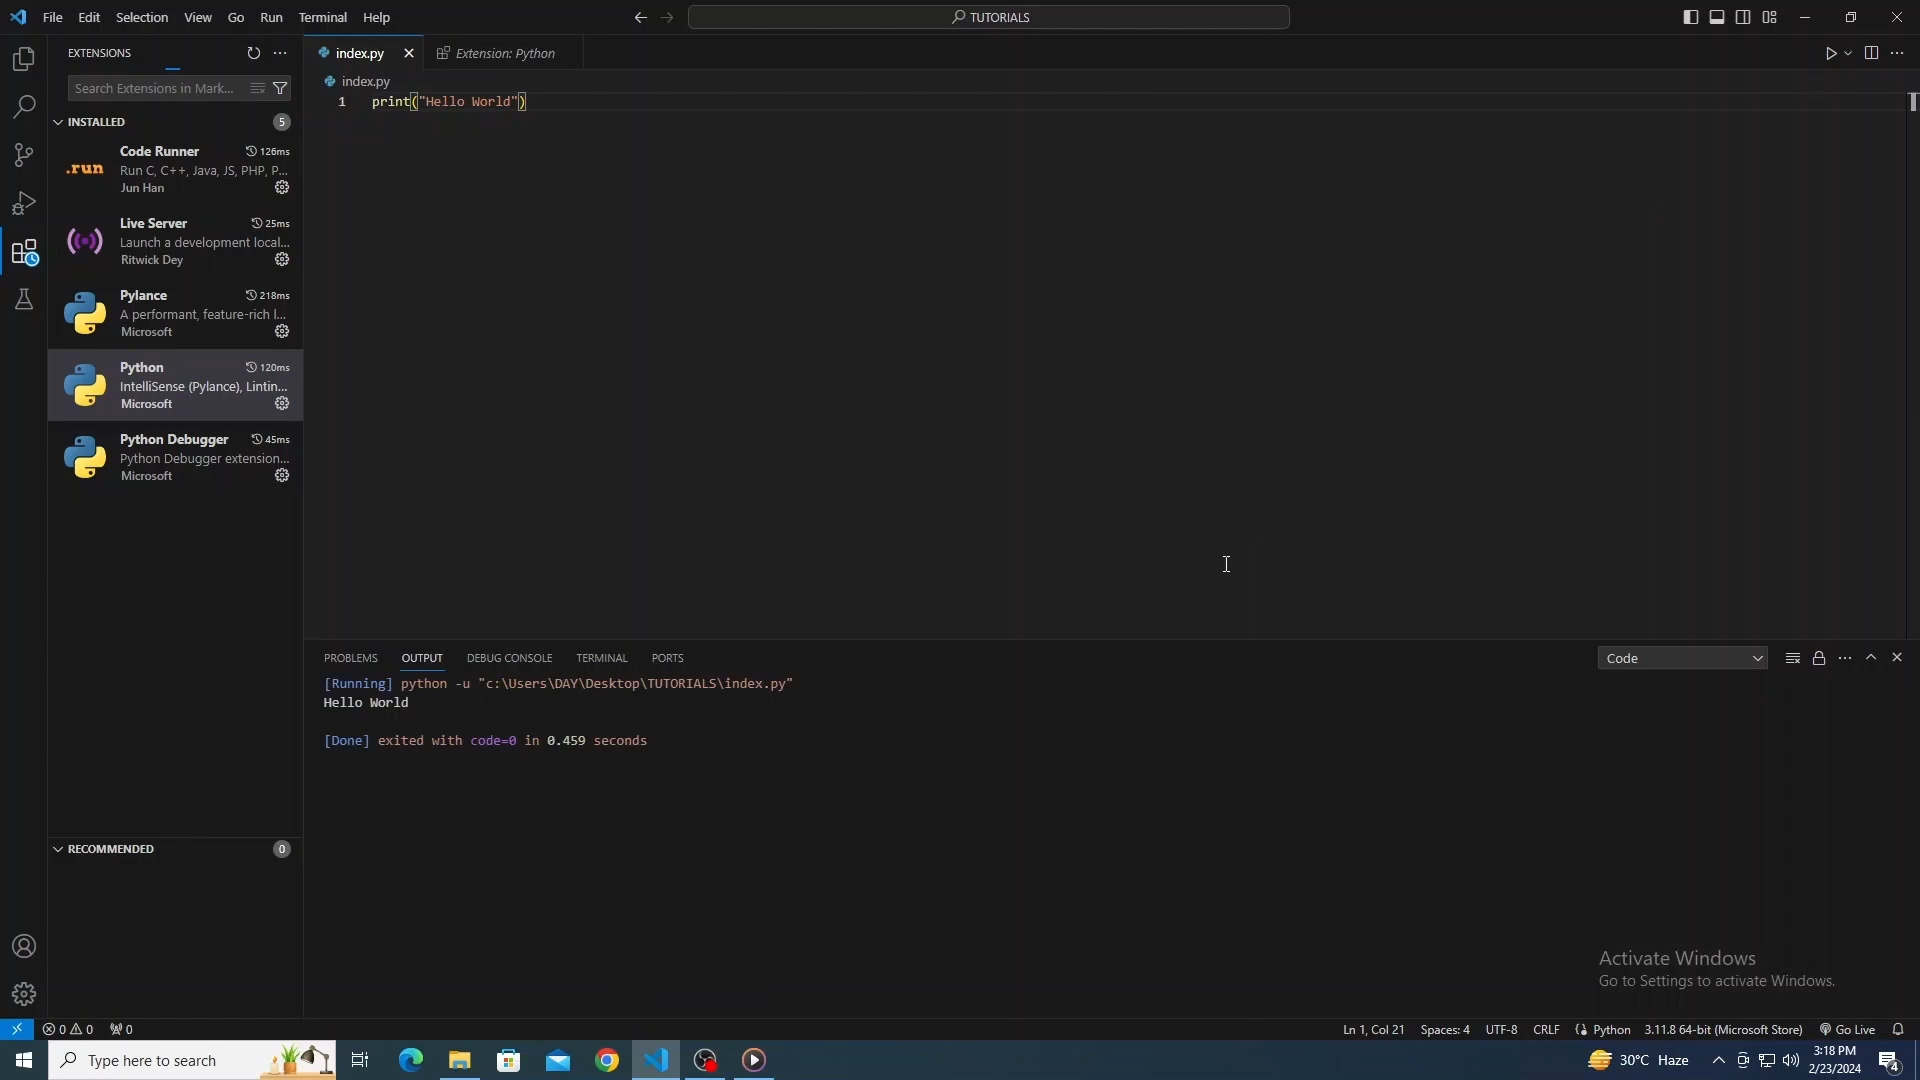 File Edit Selection View Go Run Terminal Help
TUTORIALS
EXTENSIONS
Search Extensions in Mark...
INSTALLED 5
Code Runner 126ms
.run
Run C, C++, Java, JS, PHP, P...
Jun Han
Live Server 25ms
Launch a development local...
Ritwick Dey
Pylance 218ms
A performant, feature-rich l...
Microsoft
Python 120ms
IntelliSense (Pylance), Lintin...
Microsoft
Python Debugger 45ms
Python Debugger extension...
Microsoft
RECOMMENDED 0
index.py
Extension: Python
index.py
1 print("Hello World")
PROBLEMS OUTPUT DEBUG CONSOLE TERMINAL PORTS
Code
[Running] python -u "c:\Users\DAY\Desktop\TUTORIALS\index.py"
Hello World
[Done] exited with code=0 in 0.459 seconds
Activate Windows
Go to Settings to activate Windows.
0 0 0
Ln 1, Col 21 Spaces: 4 UTF-8 CRLF Python 3.11.8 64-bit (Microsoft Store) Go Live
Type here to search
30°C Haze
3:18 PM
2/23/2024
4